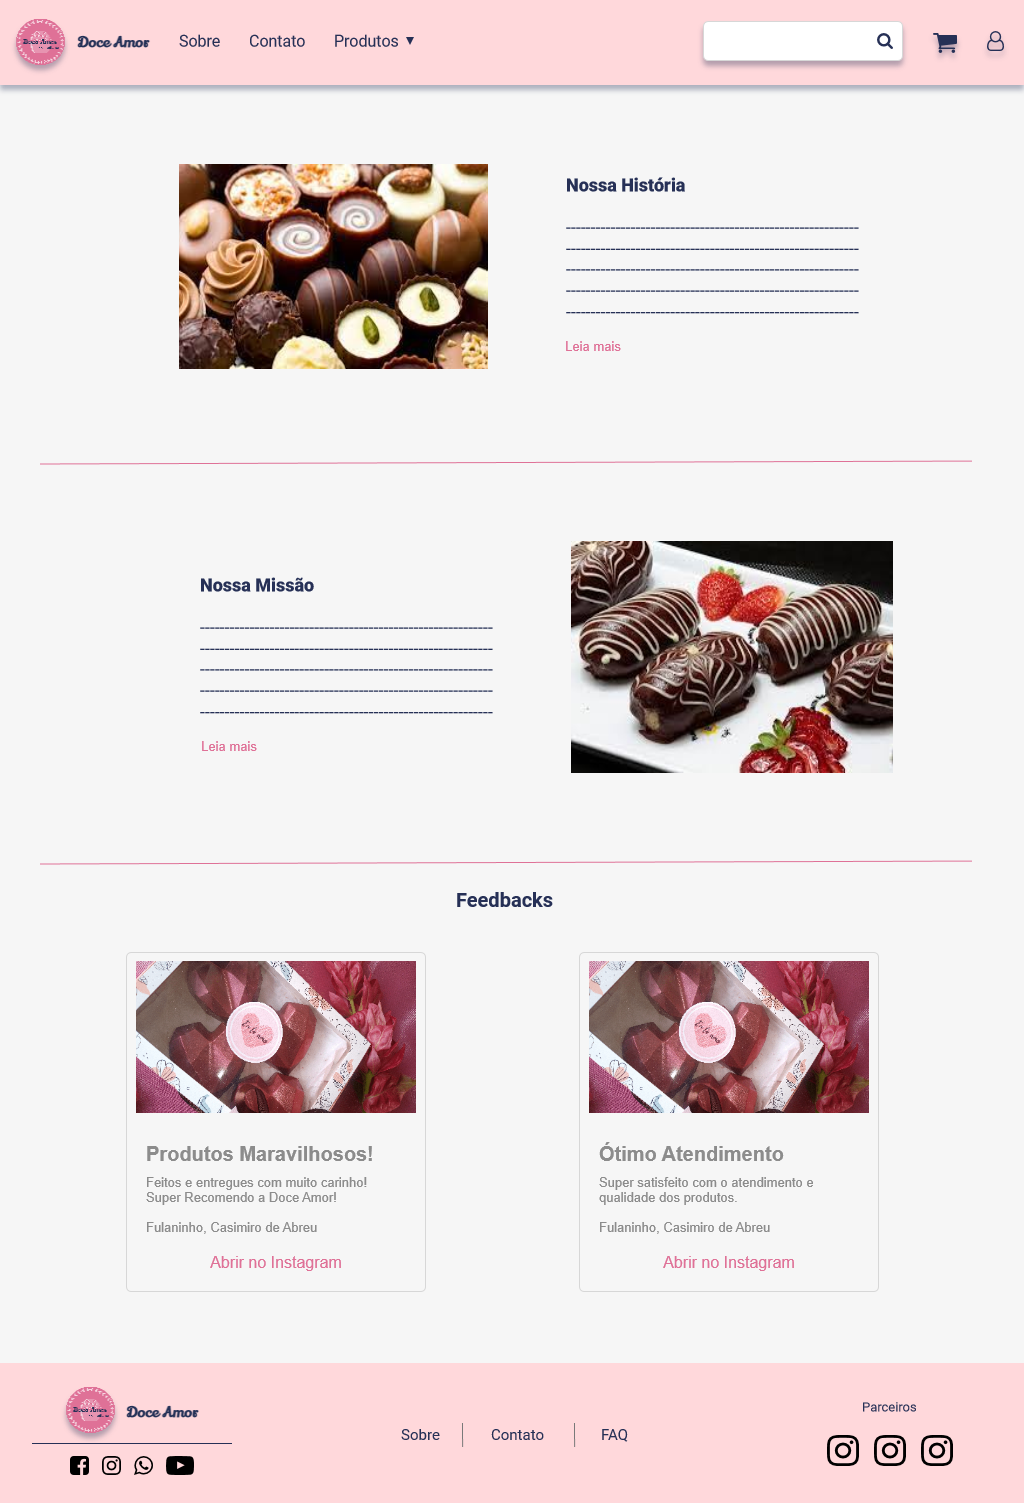 Doce Amor
Sobre
Contato
Produtos ▼
Nossa História
-----------------------------------------------------------
-----------------------------------------------------------
-----------------------------------------------------------
-----------------------------------------------------------
-----------------------------------------------------------
Leia mais
Nossa Missão
-----------------------------------------------------------
-----------------------------------------------------------
-----------------------------------------------------------
-----------------------------------------------------------
-----------------------------------------------------------
Leia mais
Feedbacks
Produtos Maravilhosos!
Feitos e entregues com muito carinho!
Super Recomendo a Doce Amor!
Fulaninho, Casimiro de Abreu
Abrir no Instagram
Ótimo Atendimento
Super satisfeito com o atendimento e
qualidade dos produtos.
Fulaninho, Casimiro de Abreu
Abrir no Instagram
Doce Amor
Sobre
Contato
FAQ
Parceiros